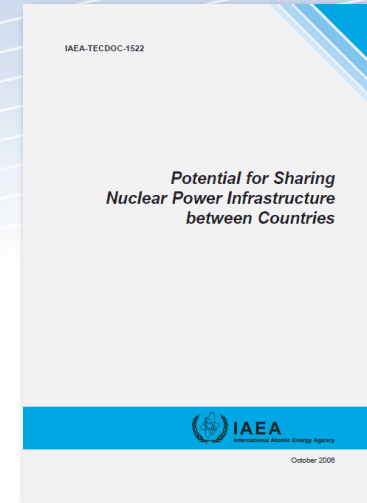 IAEA-TECDOC-1522
Potential for Sharing
Nuclear Power Infrastructure
between Countries
IAEA
International Atomic Energy Agency
October 2006